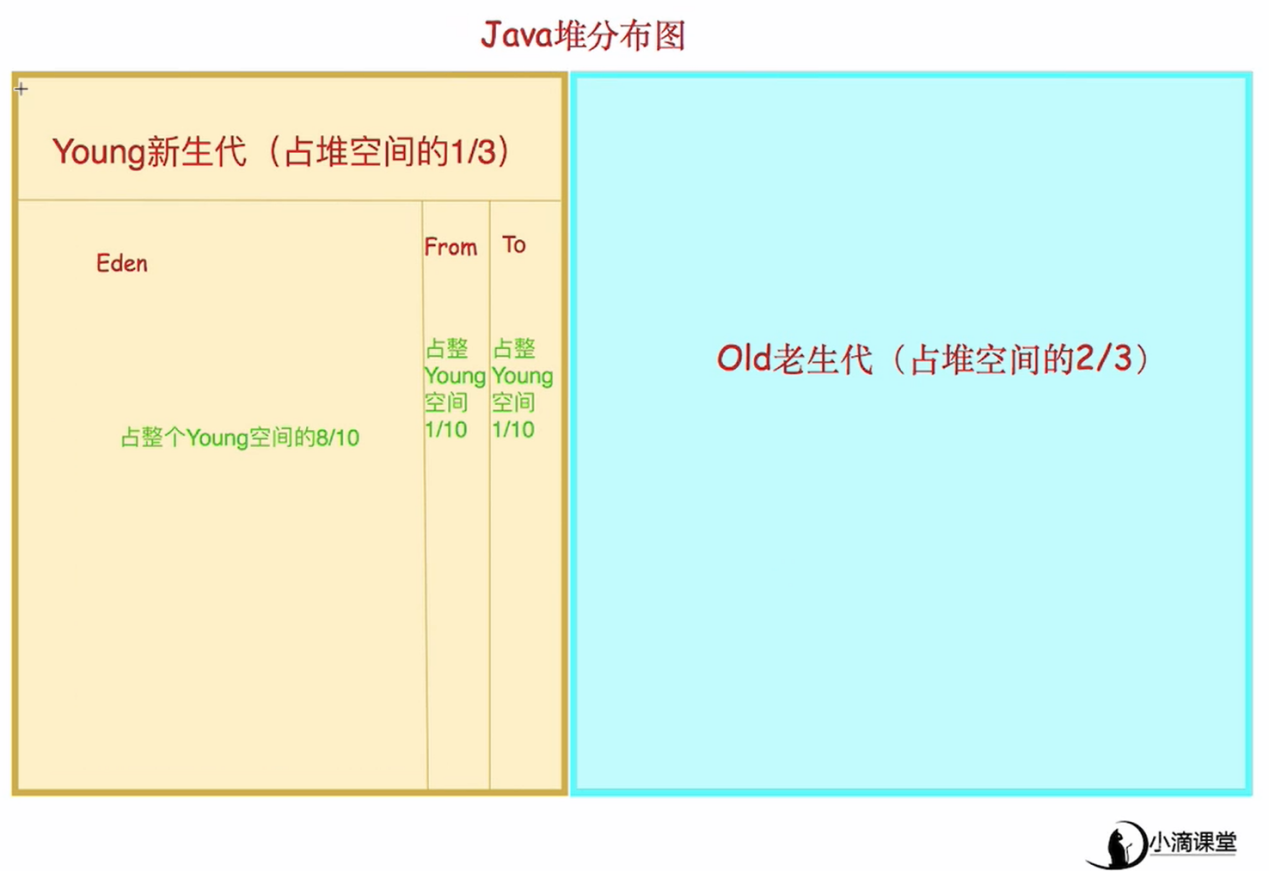 Java堆分布图
Young新生代（占堆空间的1/3）
Eden
From
To
占整
Young
空间
1/10
占整
Young
空间
1/10
占整个Young空间的8/10
Old老生代（占堆空间的2/3）
小滴课堂